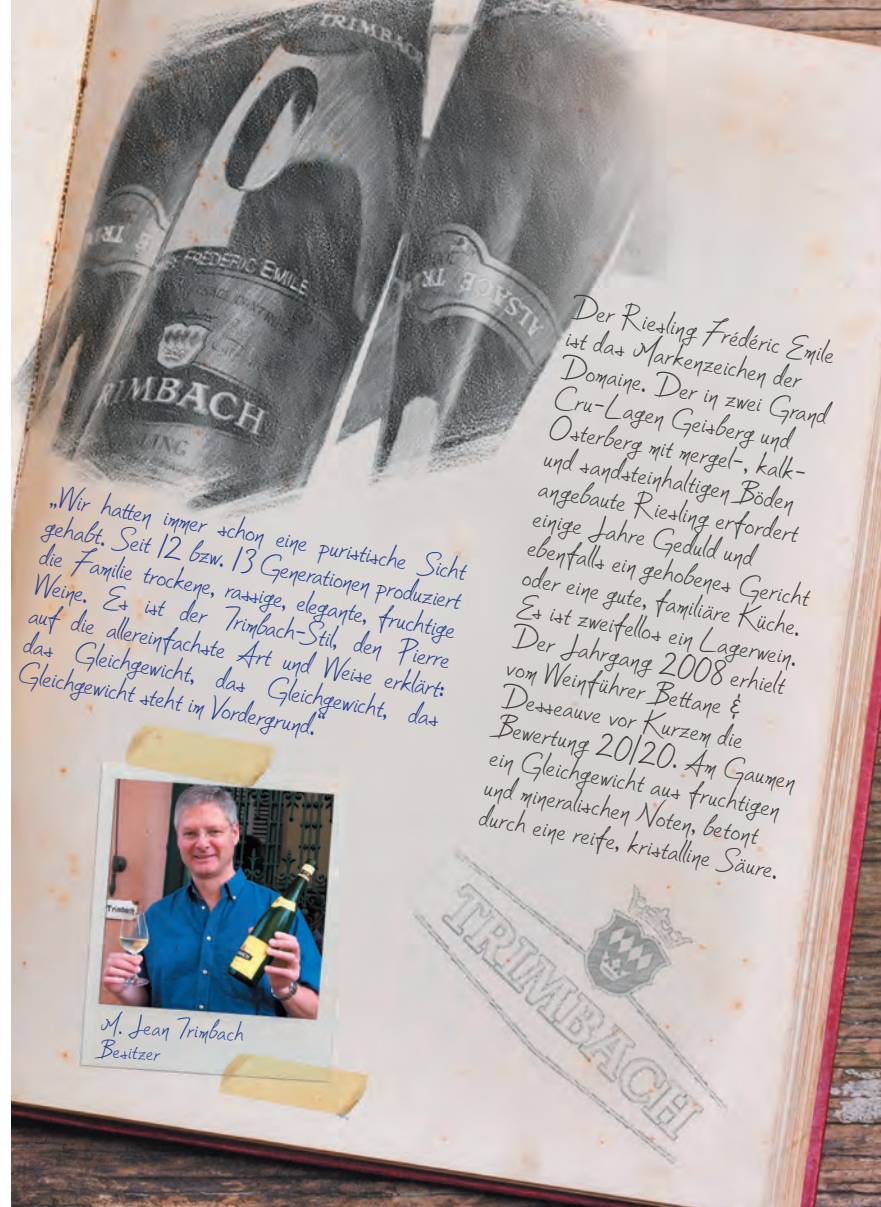 TRIMBACH
FREDERIC EMILE
TRIMBACH
ALSACE
„Wir hatten immer schon eine puristische Sicht
gehabt. Seit 12 bzw. 13 Generationen produziert
die Familie trockene, rassige, elegante, fruchtige
Weine. Es ist der Trimbach-Stil, den Pierre
auf die allereinfachste Art und Weise erklärt:
das Gleichgewicht, das Gleichgewicht, das
Gleichgewicht steht im Vordergrund.“
Der Riesling Frédéric Emile
ist das Markenzeichen der
Domaine. Der in zwei Grand
Cru-Lagen Geisberg und
Osterberg mit mergel-, kalk-
und sandsteinhaltigen Böden
angebaute Riesling erfordert
einige Jahre Geduld und
ebenfalls ein gehobenes Gericht
oder eine gute, familiäre Küche.
Es ist zweifellos ein Lagerwein.
Der Jahrgang 2008 erhielt
vom Weinführer Bettane &
Desseauve vor Kurzem die
Bewertung 20/20. Am Gaumen
ein Gleichgewicht aus fruchtigen
und mineralischen Noten, betont
durch eine reife, kristalline Säure.
Trimbach
M. Jean Trimbach
Besitzer
TRIMBACH